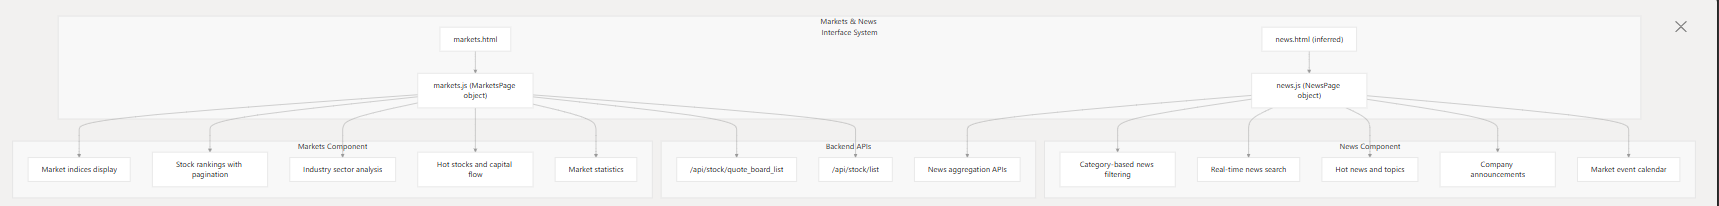 Markets & News
Interface System
markets.html
news.html (inferred)
markets.js (MarketsPage
object)
news.js (NewsPage
object)
Markets Component
Backend APIs
News Component
Market indices display
Stock rankings with
pagination
Industry sector analysis
Hot stocks and capital
flow
Market statistics
/api/stock/quote_board_list
/api/stock/list
News aggregation APIs
Category-based news
filtering
Real-time news search
Hot news and topics
Company
announcements
Market event calendar